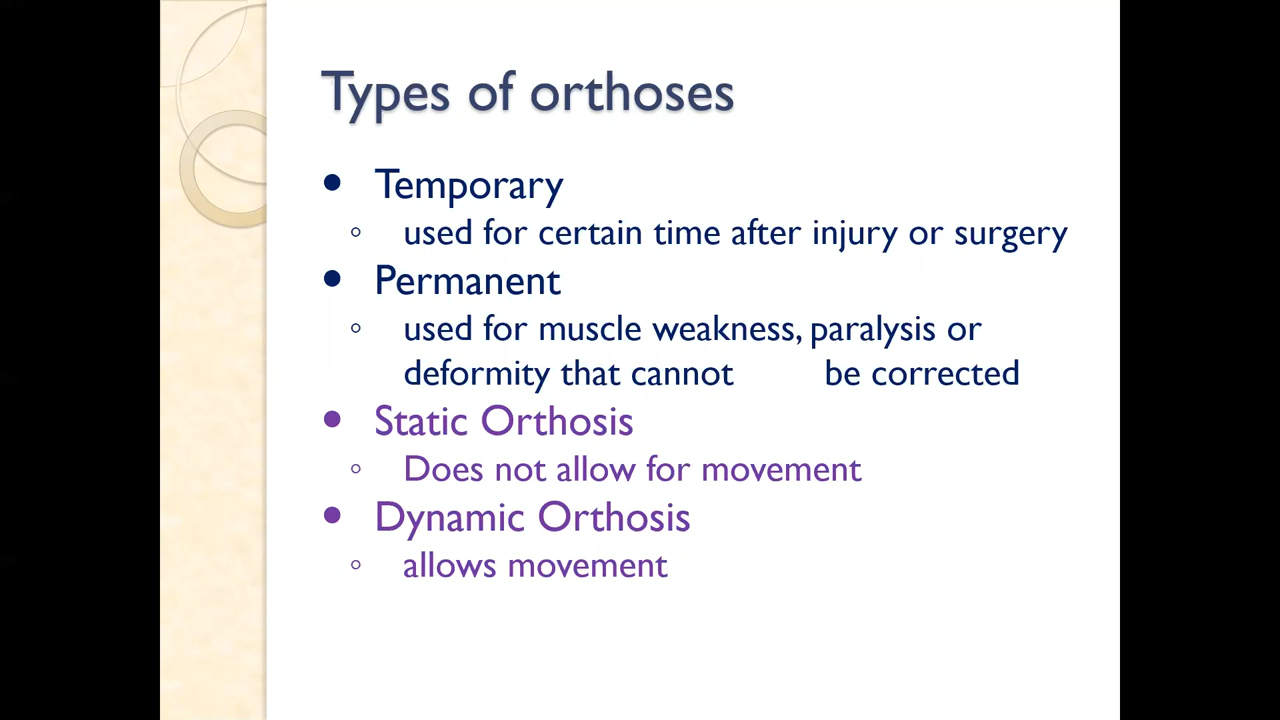 Types of orthoses
• Temporary
◦ used for certain time after injury or surgery
• Permanent
◦ used for muscle weakness, paralysis or
deformity that cannot be corrected
• Static Orthosis
◦ Does not allow for movement
• Dynamic Orthosis
◦ allows movement